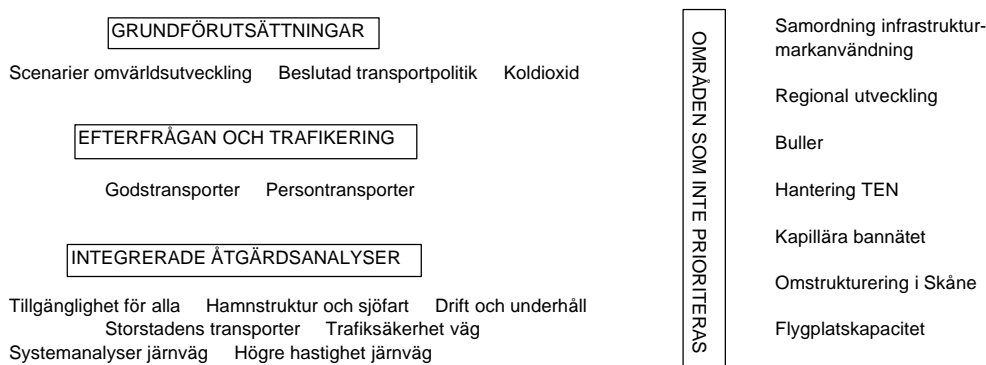 GRUNDFÖRUTSÄTTNINGAR
Scenarier omvärldsutveckling Beslutad transportpolitik Koldioxid
EFTERFRÅGAN OCH TRAFIKERING
Godstransporter Persontransporter
INTEGRERADE ÅTGÄRDSANALYSER
Tillgänglighet för alla Hamnstruktur och sjöfart Drift och underhåll
Storstadens transporter Trafiksäkerhet väg
Systemanalyser järnväg Högre hastighet järnväg
OMRÅDEN SOM INTE PRIORITERAS
Samordning infrastruktur-
markanvändning
Regional utveckling
Buller
Hantering TEN
Kapillära bannätet
Omstrukturering i Skåne
Flygplatskapacitet